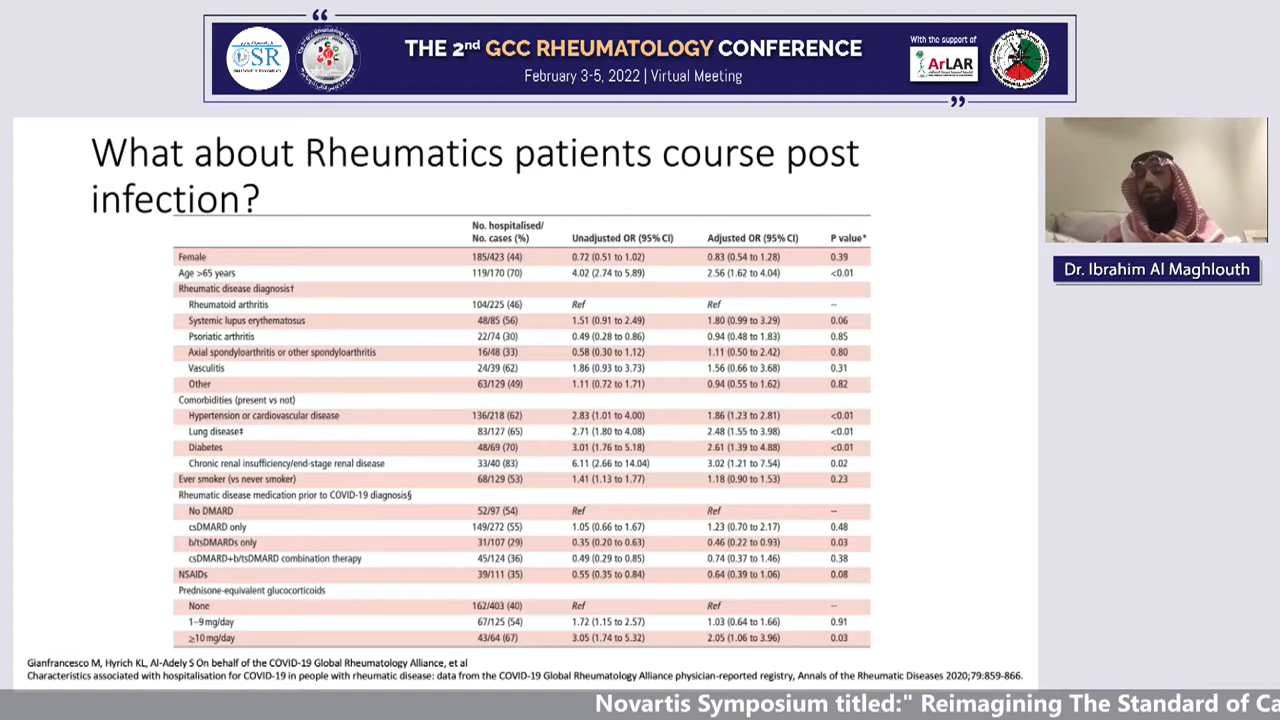 THE 2nd GCC RHEUMATOLOGY CONFERENCE
February 3-5, 2022 | Virtual Meeting
With the support of
SR
ArLAR
What about Rheumatics patients course post
infection?
No. hospitalised/
No. cases (%) Unadjusted OR (95% CI) Adjusted OR (95% CI) P value*
Female 185/423 (44) 0.72 (0.51 to 1.02) 0.83 (0.54 to 1.28) 0.39
Age >65 years 119/170 (70) 4.02 (2.74 to 5.89) 2.56 (1.62 to 4.04) <0.01
Rheumatic disease diagnosis†
Rheumatoid arthritis 104/225 (46) Ref Ref –
Systemic lupus erythematosus 48/85 (56) 1.51 (0.91 to 2.49) 1.80 (0.99 to 3.29) 0.06
Psoriatic arthritis 22/74 (30) 0.49 (0.28 to 0.86) 0.94 (0.48 to 1.83) 0.85
Axial spondyloarthritis or other spondyloarthritis 16/48 (33) 0.58 (0.30 to 1.12) 1.11 (0.50 to 2.42) 0.80
Vasculitis 24/39 (62) 1.86 (0.93 to 3.73) 1.56 (0.66 to 3.68) 0.31
Other 63/129 (49) 1.11 (0.72 to 1.71) 0.94 (0.55 to 1.62) 0.82
Comorbidities (present vs not)
Hypertension or cardiovascular disease 136/218 (62) 2.83 (1.01 to 4.00) 1.86 (1.23 to 2.81) <0.01
Lung disease‡ 83/127 (65) 2.71 (1.80 to 4.08) 2.48 (1.55 to 3.98) <0.01
Diabetes 48/69 (70) 3.01 (1.76 to 5.18) 2.61 (1.39 to 4.88) <0.01
Chronic renal insufficiency/end-stage renal disease 33/40 (83) 6.11 (2.66 to 14.04) 3.02 (1.21 to 7.54) 0.02
Ever smoker (vs never smoker) 68/129 (53) 1.41 (1.13 to 1.77) 1.18 (0.90 to 1.53) 0.23
Rheumatic disease medication prior to COVID-19 diagnosis§
No DMARD 52/97 (54) Ref Ref –
csDMARD only 149/272 (55) 1.05 (0.66 to 1.67) 1.23 (0.70 to 2.17) 0.48
b/tsDMARDs only 31/107 (29) 0.35 (0.20 to 0.63) 0.46 (0.22 to 0.93) 0.03
csDMARD+b/tsDMARD combination therapy 45/124 (36) 0.49 (0.29 to 0.85) 0.74 (0.37 to 1.46) 0.38
NSAIDs 39/111 (35) 0.55 (0.35 to 0.84) 0.64 (0.39 to 1.06) 0.08
Prednisone-equivalent glucocorticoids
None 162/403 (40) Ref Ref –
1–9 mg/day 67/125 (54) 1.72 (1.15 to 2.57) 1.03 (0.64 to 1.66) 0.91
≥10 mg/day 43/64 (67) 3.05 (1.74 to 5.32) 2.05 (1.06 to 3.96) 0.03
Gianfrancesco M, Hyrich KL, Al-Adely S On behalf of the COVID-19 Global Rheumatology Alliance, et al
Characteristics associated with hospitalisation for COVID-19 in people with rheumatic disease: data from the COVID-19 Global Rheumatology Alliance physician-reported registry, Annals of the Rheumatic Diseases 2020;79:859-866.
Dr. Ibrahim Al Maghlouth
Novartis Symposium titled:" Reimagining The Standard of Ca